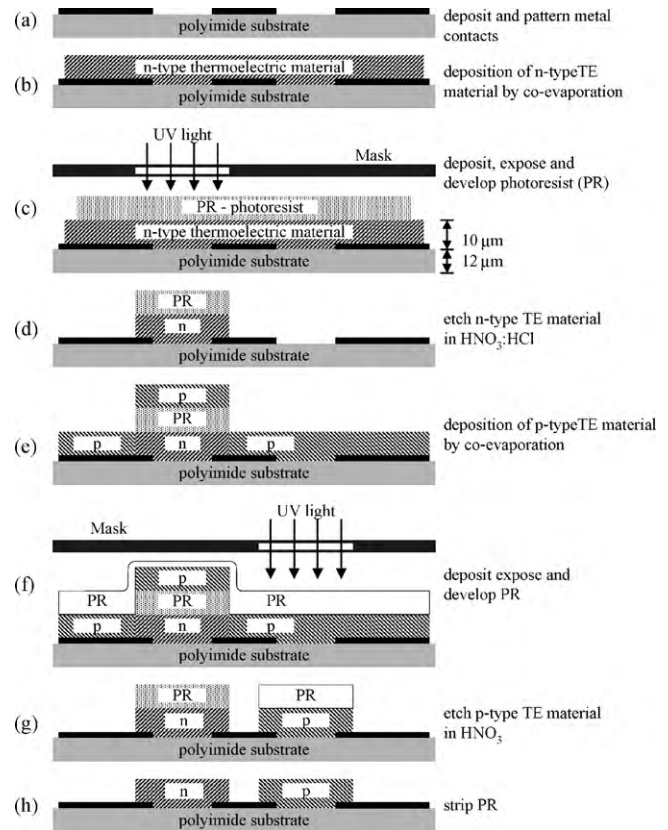 (a)
deposit and pattern metal
contacts
polyimide substrate
(b)
n-type thermoelectric material
deposition of n-typeTE
material by co-evaporation
polyimide substrate
UV light
Mask
deposit, expose and
develop photoresist (PR)
(c)
PR - photoresist
n-type thermoelectric material
10 µm
polyimide substrate
12 µm
(d)
PR
n
etch n-type TE material
in HNO3:HCl
polyimide substrate
(e)
p
PR
p
n
p
deposition of p-typeTE material
by co-evaporation
polyimide substrate
UV light
Mask
(f)
p
deposit expose and
develop PR
PR
PR
PR
p
n
p
polyimide substrate
(g)
PR
PR
n
p
etch p-type TE material
in HNO3
polyimide substrate
(h)
n
p
strip PR
polyimide substrate